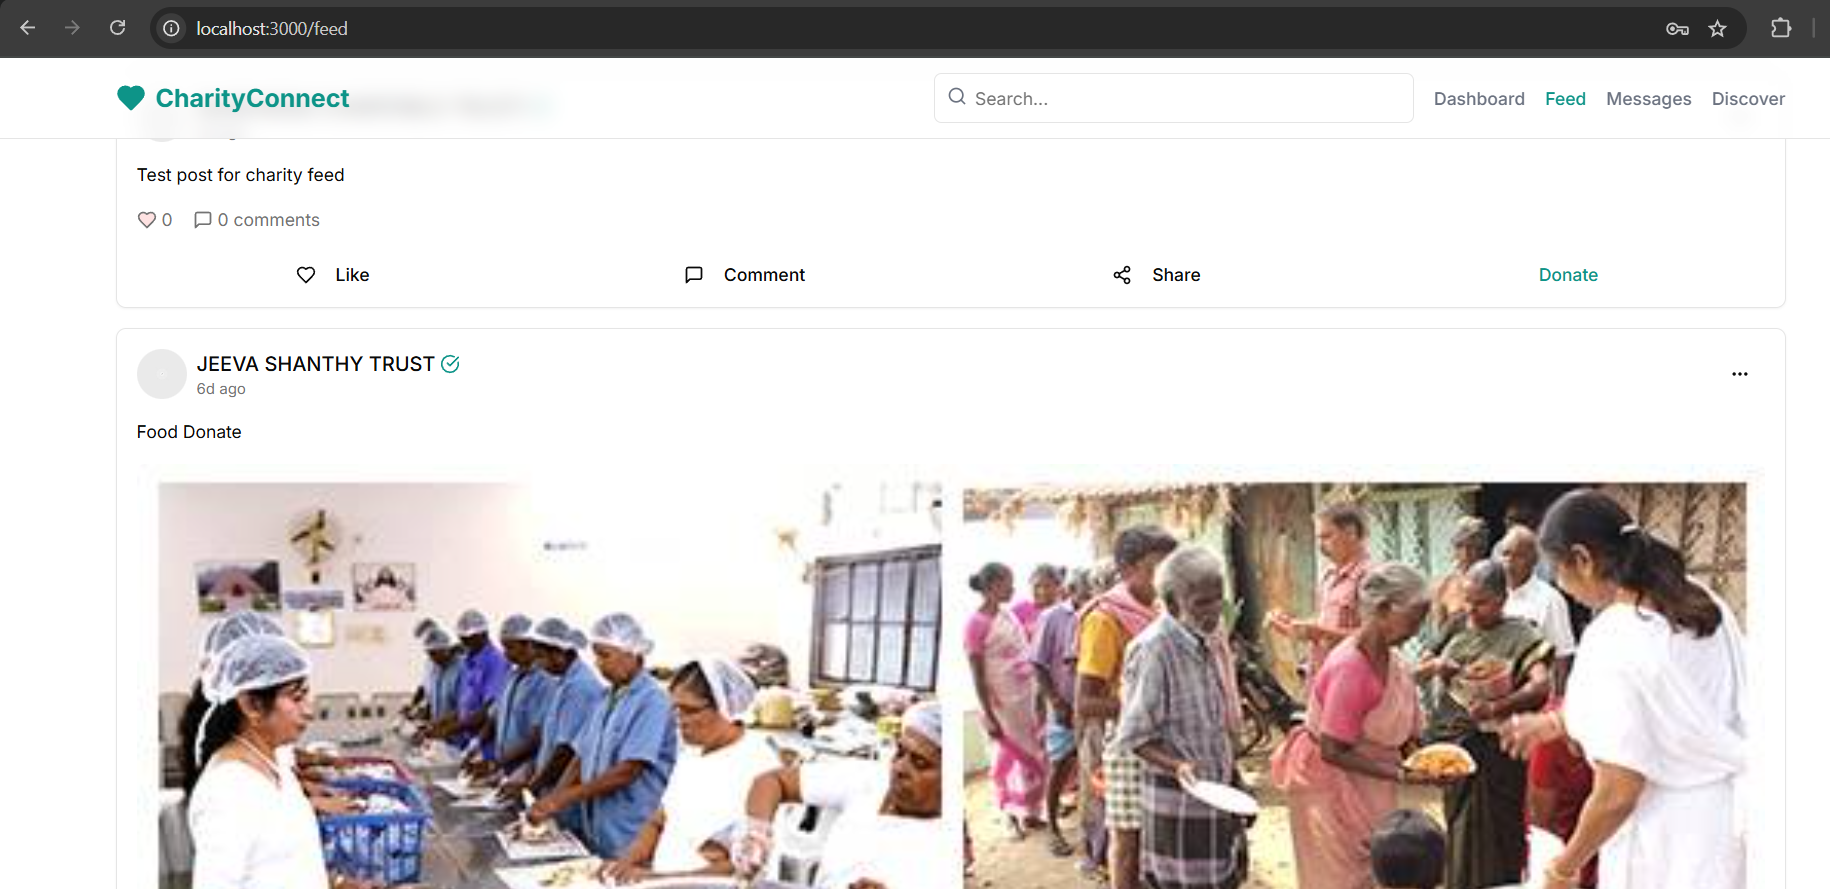 localhost:3000/feed
CharityConnect
Search...
Dashboard
Feed
Messages
Discover
Test post for charity feed
0
0 comments
Like
Comment
Share
Donate
JEEVA SHANTHY TRUST
6d ago
Food Donate